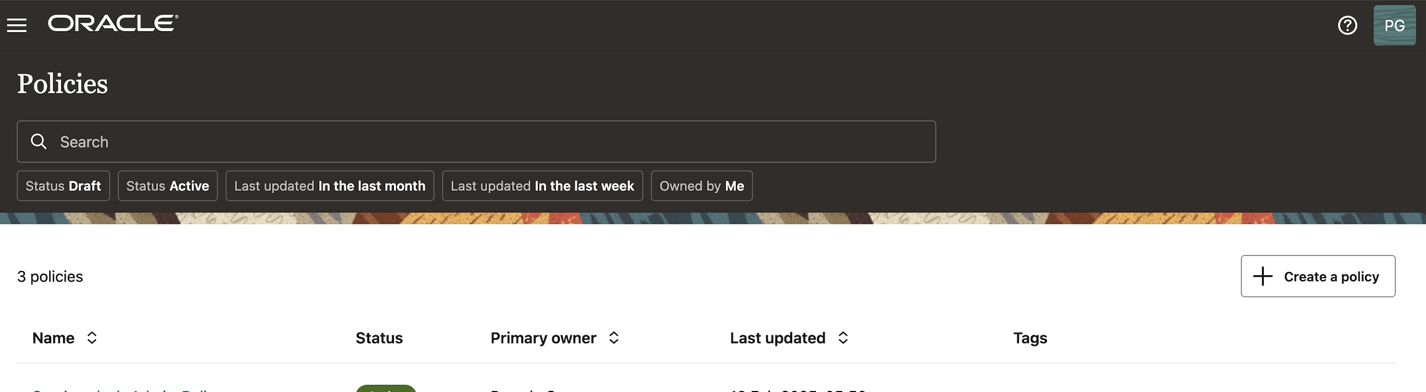 ORACLE
PG
Policies
Search
Status Draft Status Active Last updated In the last month Last updated In the last week Owned by Me
3 policies
Create a policy
Name Status Primary owner Last updated Tags